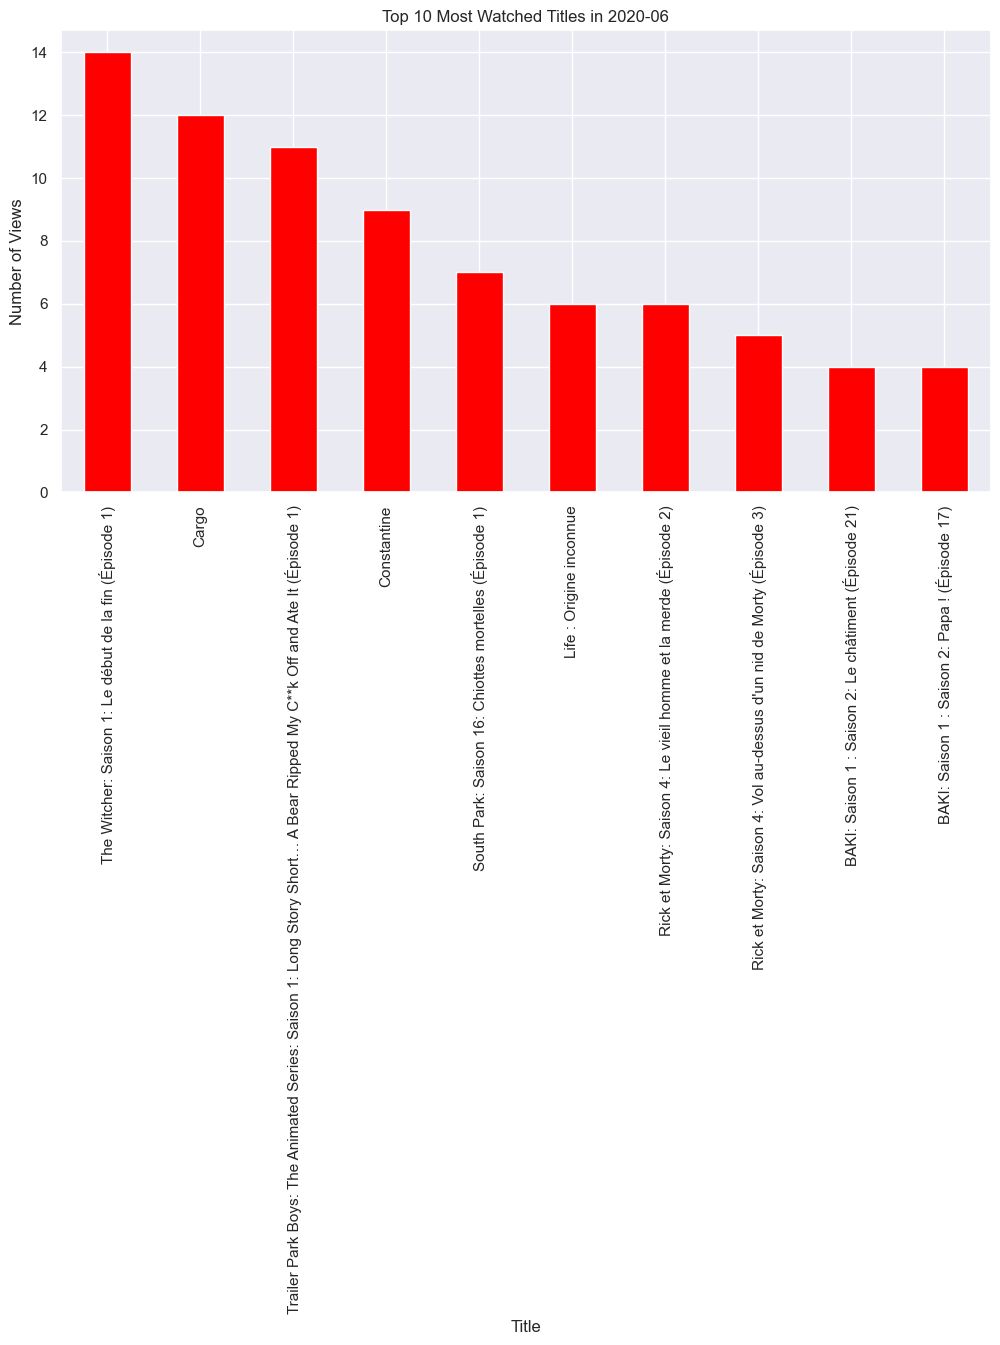 Top 10 Most Watched Titles in 2020-06
Number of Views
14
12
10
8
6
4
2
0
The Witcher: Saison 1: Le début de la fin (Épisode 1)
Cargo
Trailer Park Boys: The Animated Series: Saison 1: Long Story Short... A Bear Ripped My C**k Off and Ate It (Épisode 1)
Constantine
South Park: Saison 16: Chiottes mortelles (Épisode 1)
Life : Origine inconnue
Rick et Morty: Saison 4: Le vieil homme et la merde (Épisode 2)
Rick et Morty: Saison 4: Vol au-dessus d'un nid de Morty (Épisode 3)
BAKI: Saison 1 : Saison 2: Le châtiment (Épisode 21)
BAKI: Saison 1 : Saison 2: Papa ! (Épisode 17)
Title